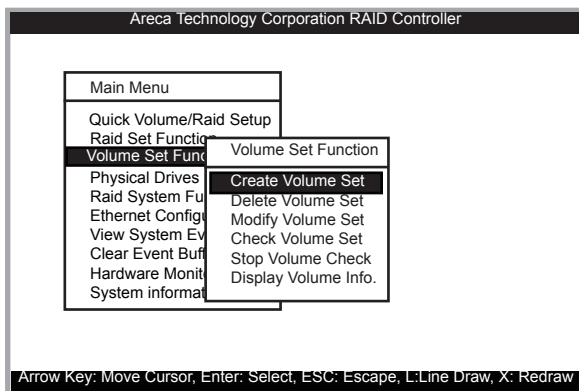 Areca Technology Corporation RAID Controller
Main Menu
Quick Volume/Raid Setup
Raid Set Function
Volume Set Func
Physical Drives
Raid System Fu
Ethernet Configu
View System Ev
Clear Event Buff
Hardware Monit
System informat
Volume Set Function
Create Volume Set
Delete Volume Set
Modify Volume Set
Check Volume Set
Stop Volume Check
Display Volume Info.
Arrow Key: Move Cursor, Enter: Select, ESC: Escape, L:Line Draw, X: Redraw